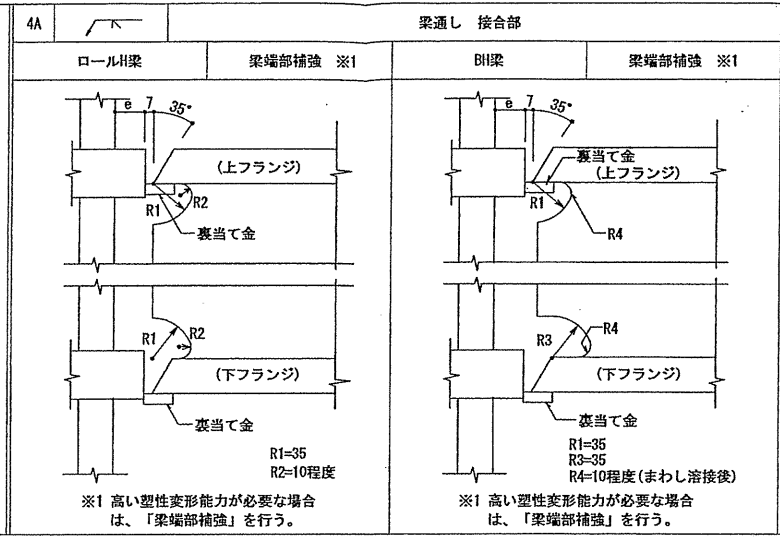 4A
梁通し 接合部
ロールH梁
梁端部補強 ※1
BH梁
梁端部補強 ※1
e 7 35°
(上フランジ)
R1
R2
裏当て金
R1
R2
(下フランジ)
裏当て金
R1=35
R2=10程度
※1 高い塑性変形能力が必要な場合
は、「梁端部補強」を行う。
e 7 35°
裏当て金
(上フランジ)
R1
R4
R3
R4
(下フランジ)
裏当て金
R1=35
R3=35
R4=10程度(まわし溶接後)
※1 高い塑性変形能力が必要な場合
は、「梁端部補強」を行う。